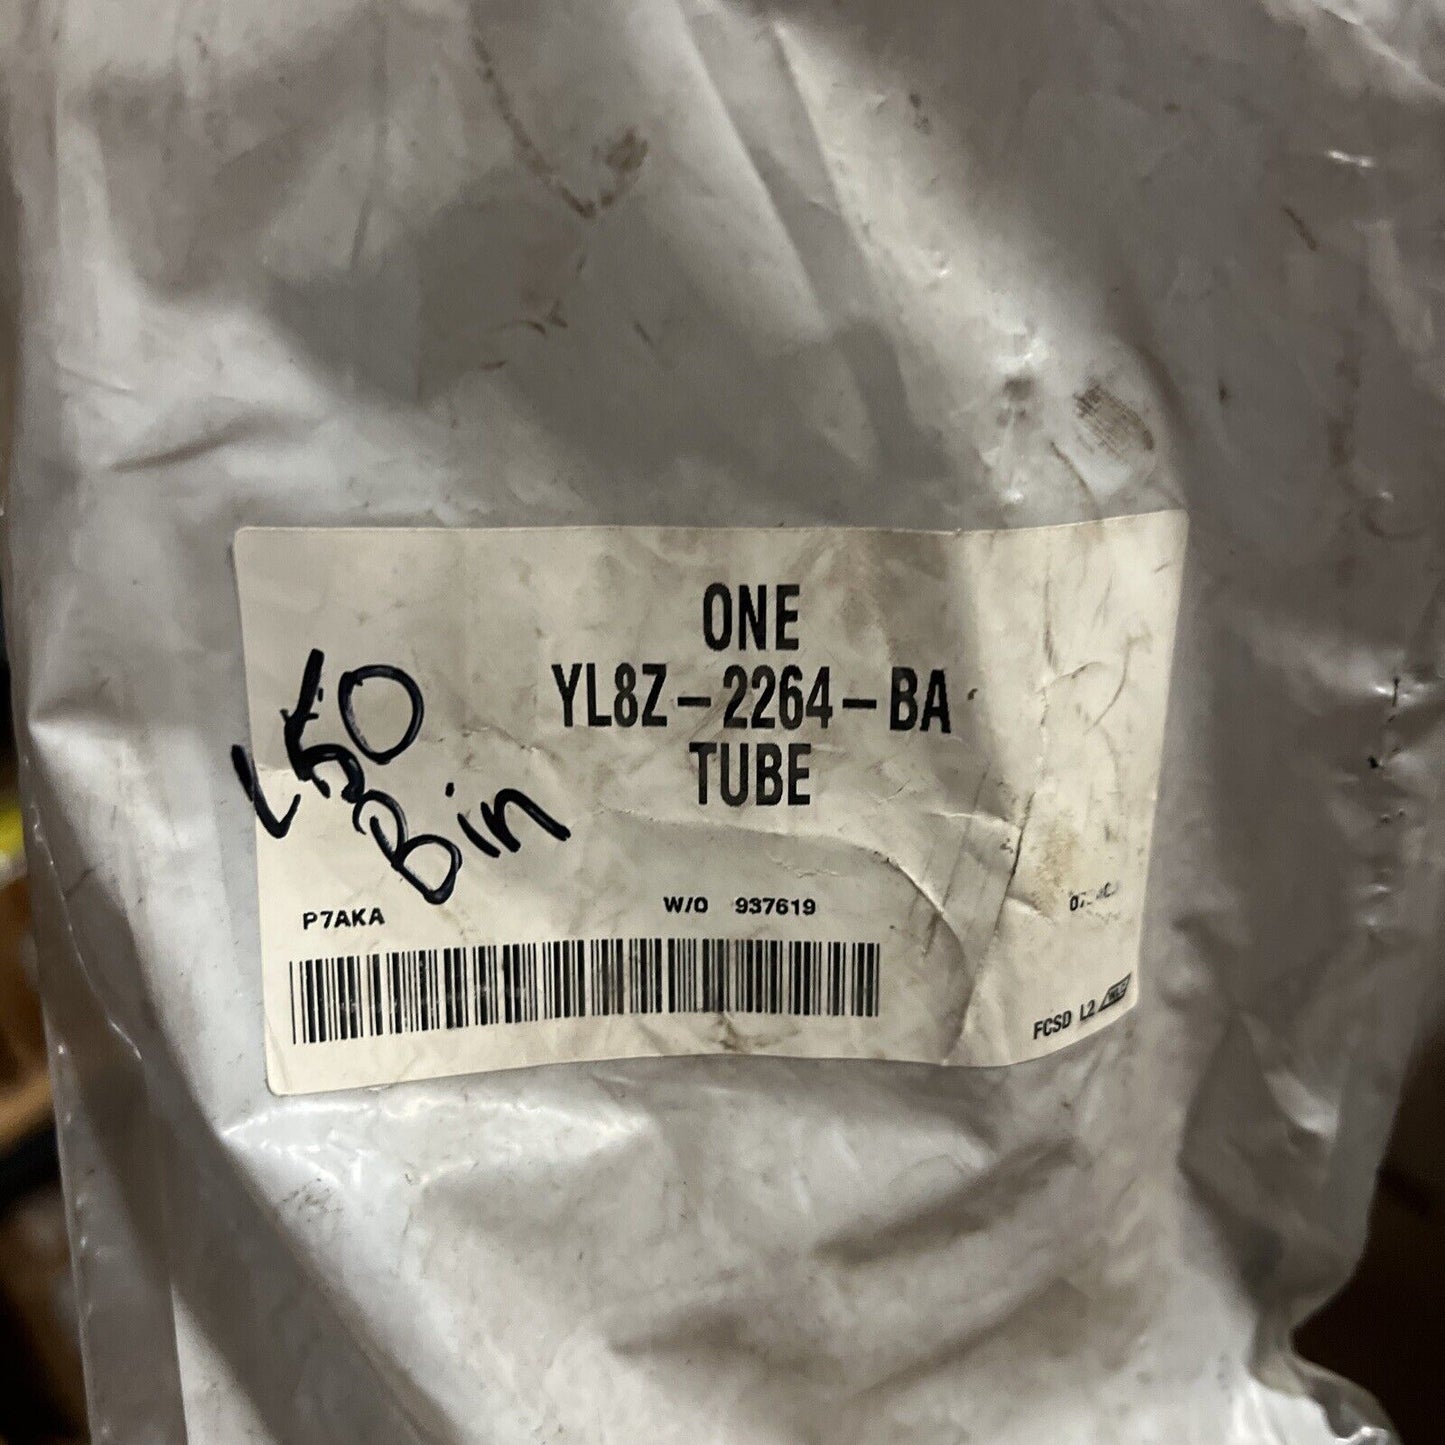 ONE
YL8Z-2264-BA
TUBE
L50
Bin
P7AKA
W/O 937619
FCSD L2